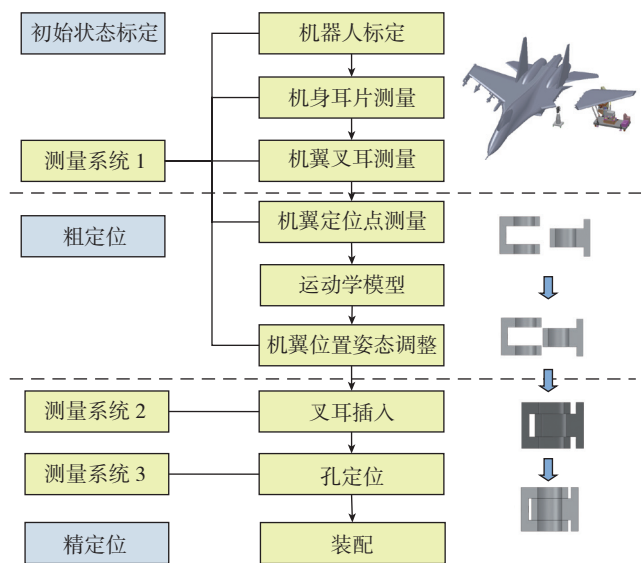 初始状态标定
机器人标定
机身耳片测量
测量系统 1
机翼叉耳测量
粗定位
机翼定位点测量
运动学模型
机翼位置姿态调整
测量系统 2
叉耳插入
测量系统 3
孔定位
精定位
装配